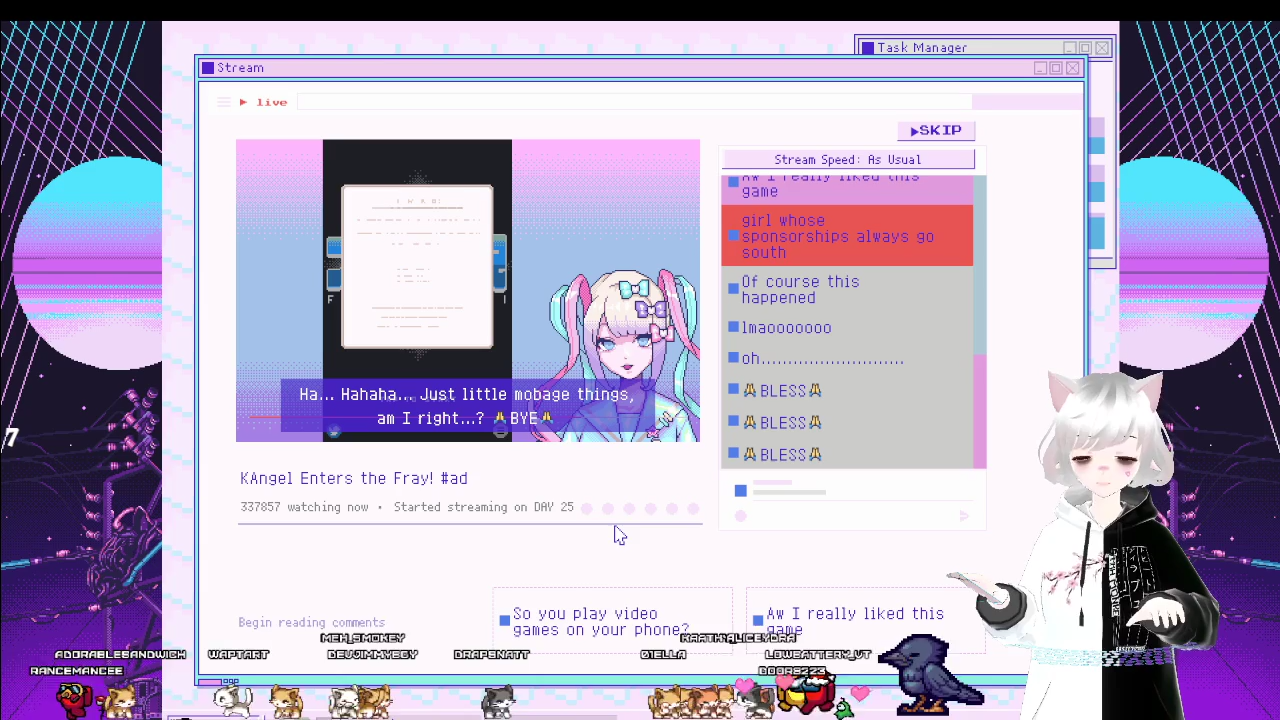 Task Manager
Stream
live
▶SKIP
Stream Speed: As Usual
Aw I really liked this
game
girl whose
sponsorships always go
south
Of course this
happened
lmaooooooo
oh...........................
🙏BLESS🙏
🙏BLESS🙏
🙏BLESS🙏
F
I
Ha... Hahaha... Just little mobage things,
am I right...? 🙏BYE🙏
7
KAngel Enters the Fray! #ad
337857 watching now • Started streaming on DAY 25
Begin reading comments
So you play video
games on your phone?
Aw I really liked this
game
MEH_SMOKEY
ADORABLESANDWICH
WAPTART
DEVJIMMYBOY
DRAPGNATT
LOWBATTERY_VT
RANCEMANCEE